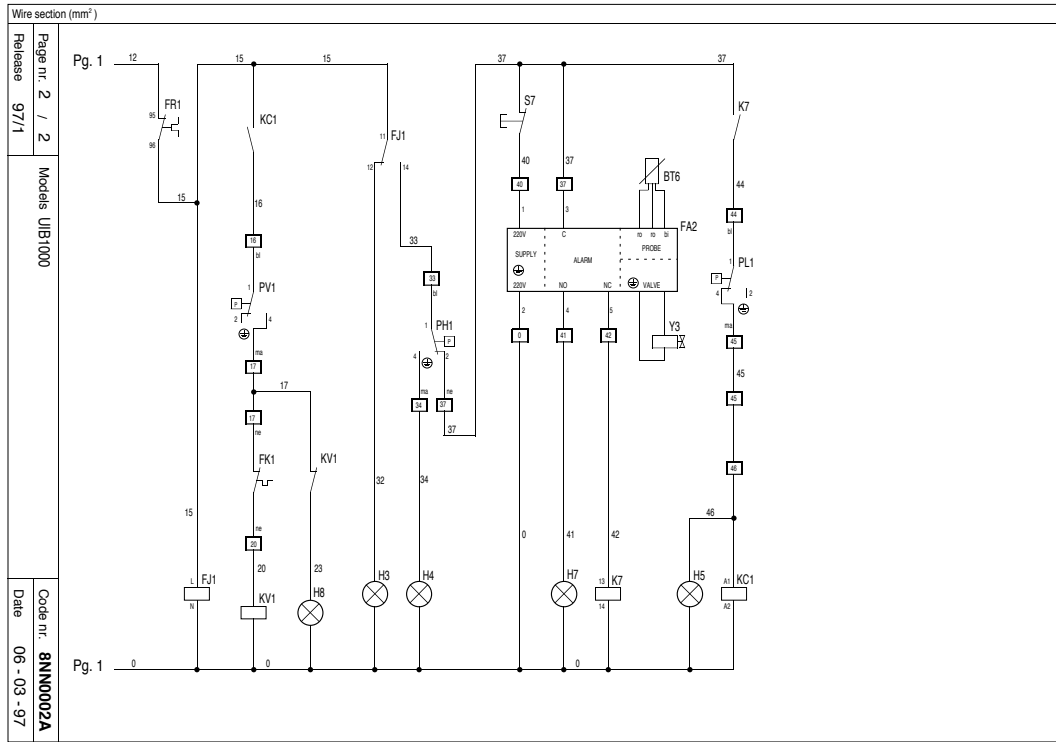 Wire section (mm²)
Page nr. 2 / 2
Release 97/1
Models UIB1000
Code nr. 8NN0002A
Date 06 - 03 - 97
Pg. 1
12
15
15
37
37
95
FR1
96
15
KC1
16
16
bl
1
PV1
P
2
4
ma
17
17
17
ne
FK1
KV1
ne
20
20
23
15
L
FJ1
N
KV1
H8
11
FJ1
12
14
33
33
bl
1
PH1
P
4
2
ma
ne
34
37
37
32
34
H3
H4
S7
40
37
40
37
1
3
BT6
FA2
220V
C
ro
ro
bi
SUPPLY
ALARM
PROBE
220V
NO
NC
VALVE
2
4
5
0
41
42
Y3
0
41
42
H7
13
K7
14
K7
44
44
bl
1
PL1
P
4
2
ma
45
45
45
46
46
H5
A1
KC1
A2
Pg. 1
0
0
0